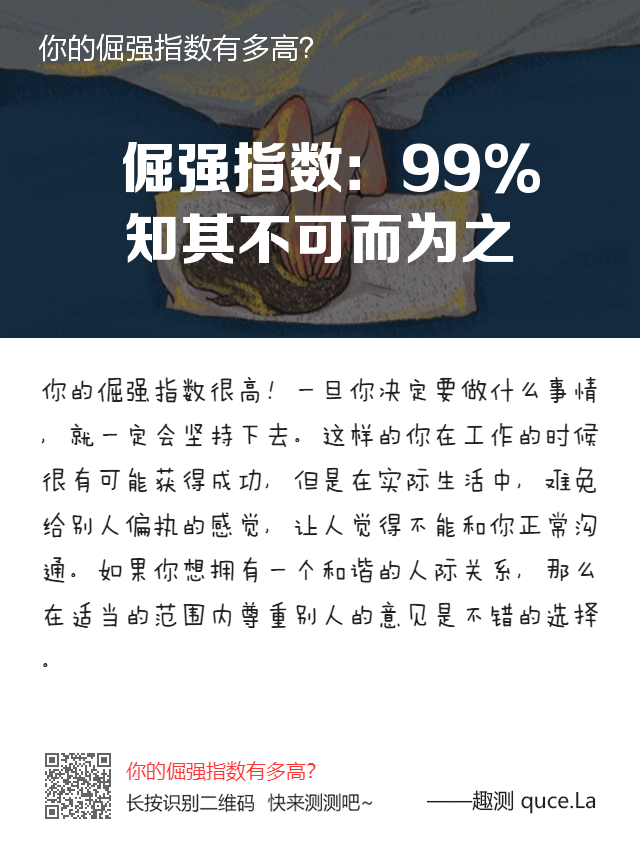 你的倔强指数有多高?
倔强指数: 99%
知其不可而为之
你的倔强指数很高! 一旦你决定要做什么事情
, 就一定会坚持下去。这样的你在工作的时候
很有可能获得成功, 但是在实际生活中, 难免
给别人偏执的感觉, 让人觉得不能和你正常沟
通。如果你想拥有一个和谐的人际关系, 那么
在适当的范围内尊重别人的意见是不错的选择
。
你的倔强指数有多高?
长按识别二维码 快来测测吧~
——趣测 quce.La